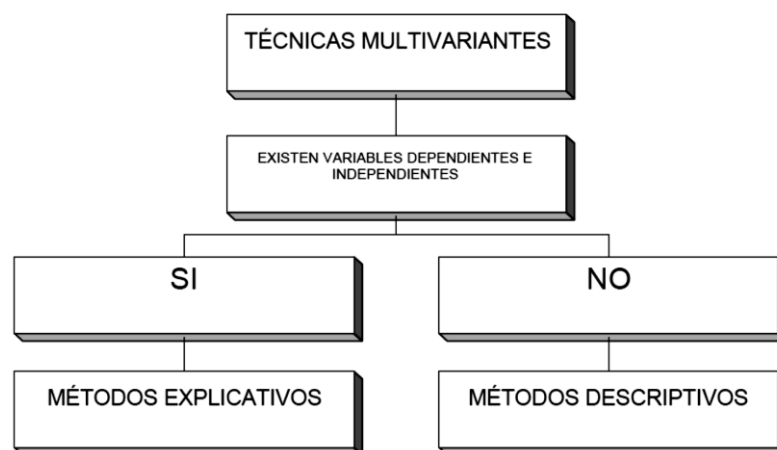 TÉCNICAS MULTIVARIANTES
EXISTEN VARIABLES DEPENDIENTES E
INDEPENDIENTES
SI
NO
MÉTODOS EXPLICATIVOS
MÉTODOS DESCRIPTIVOS